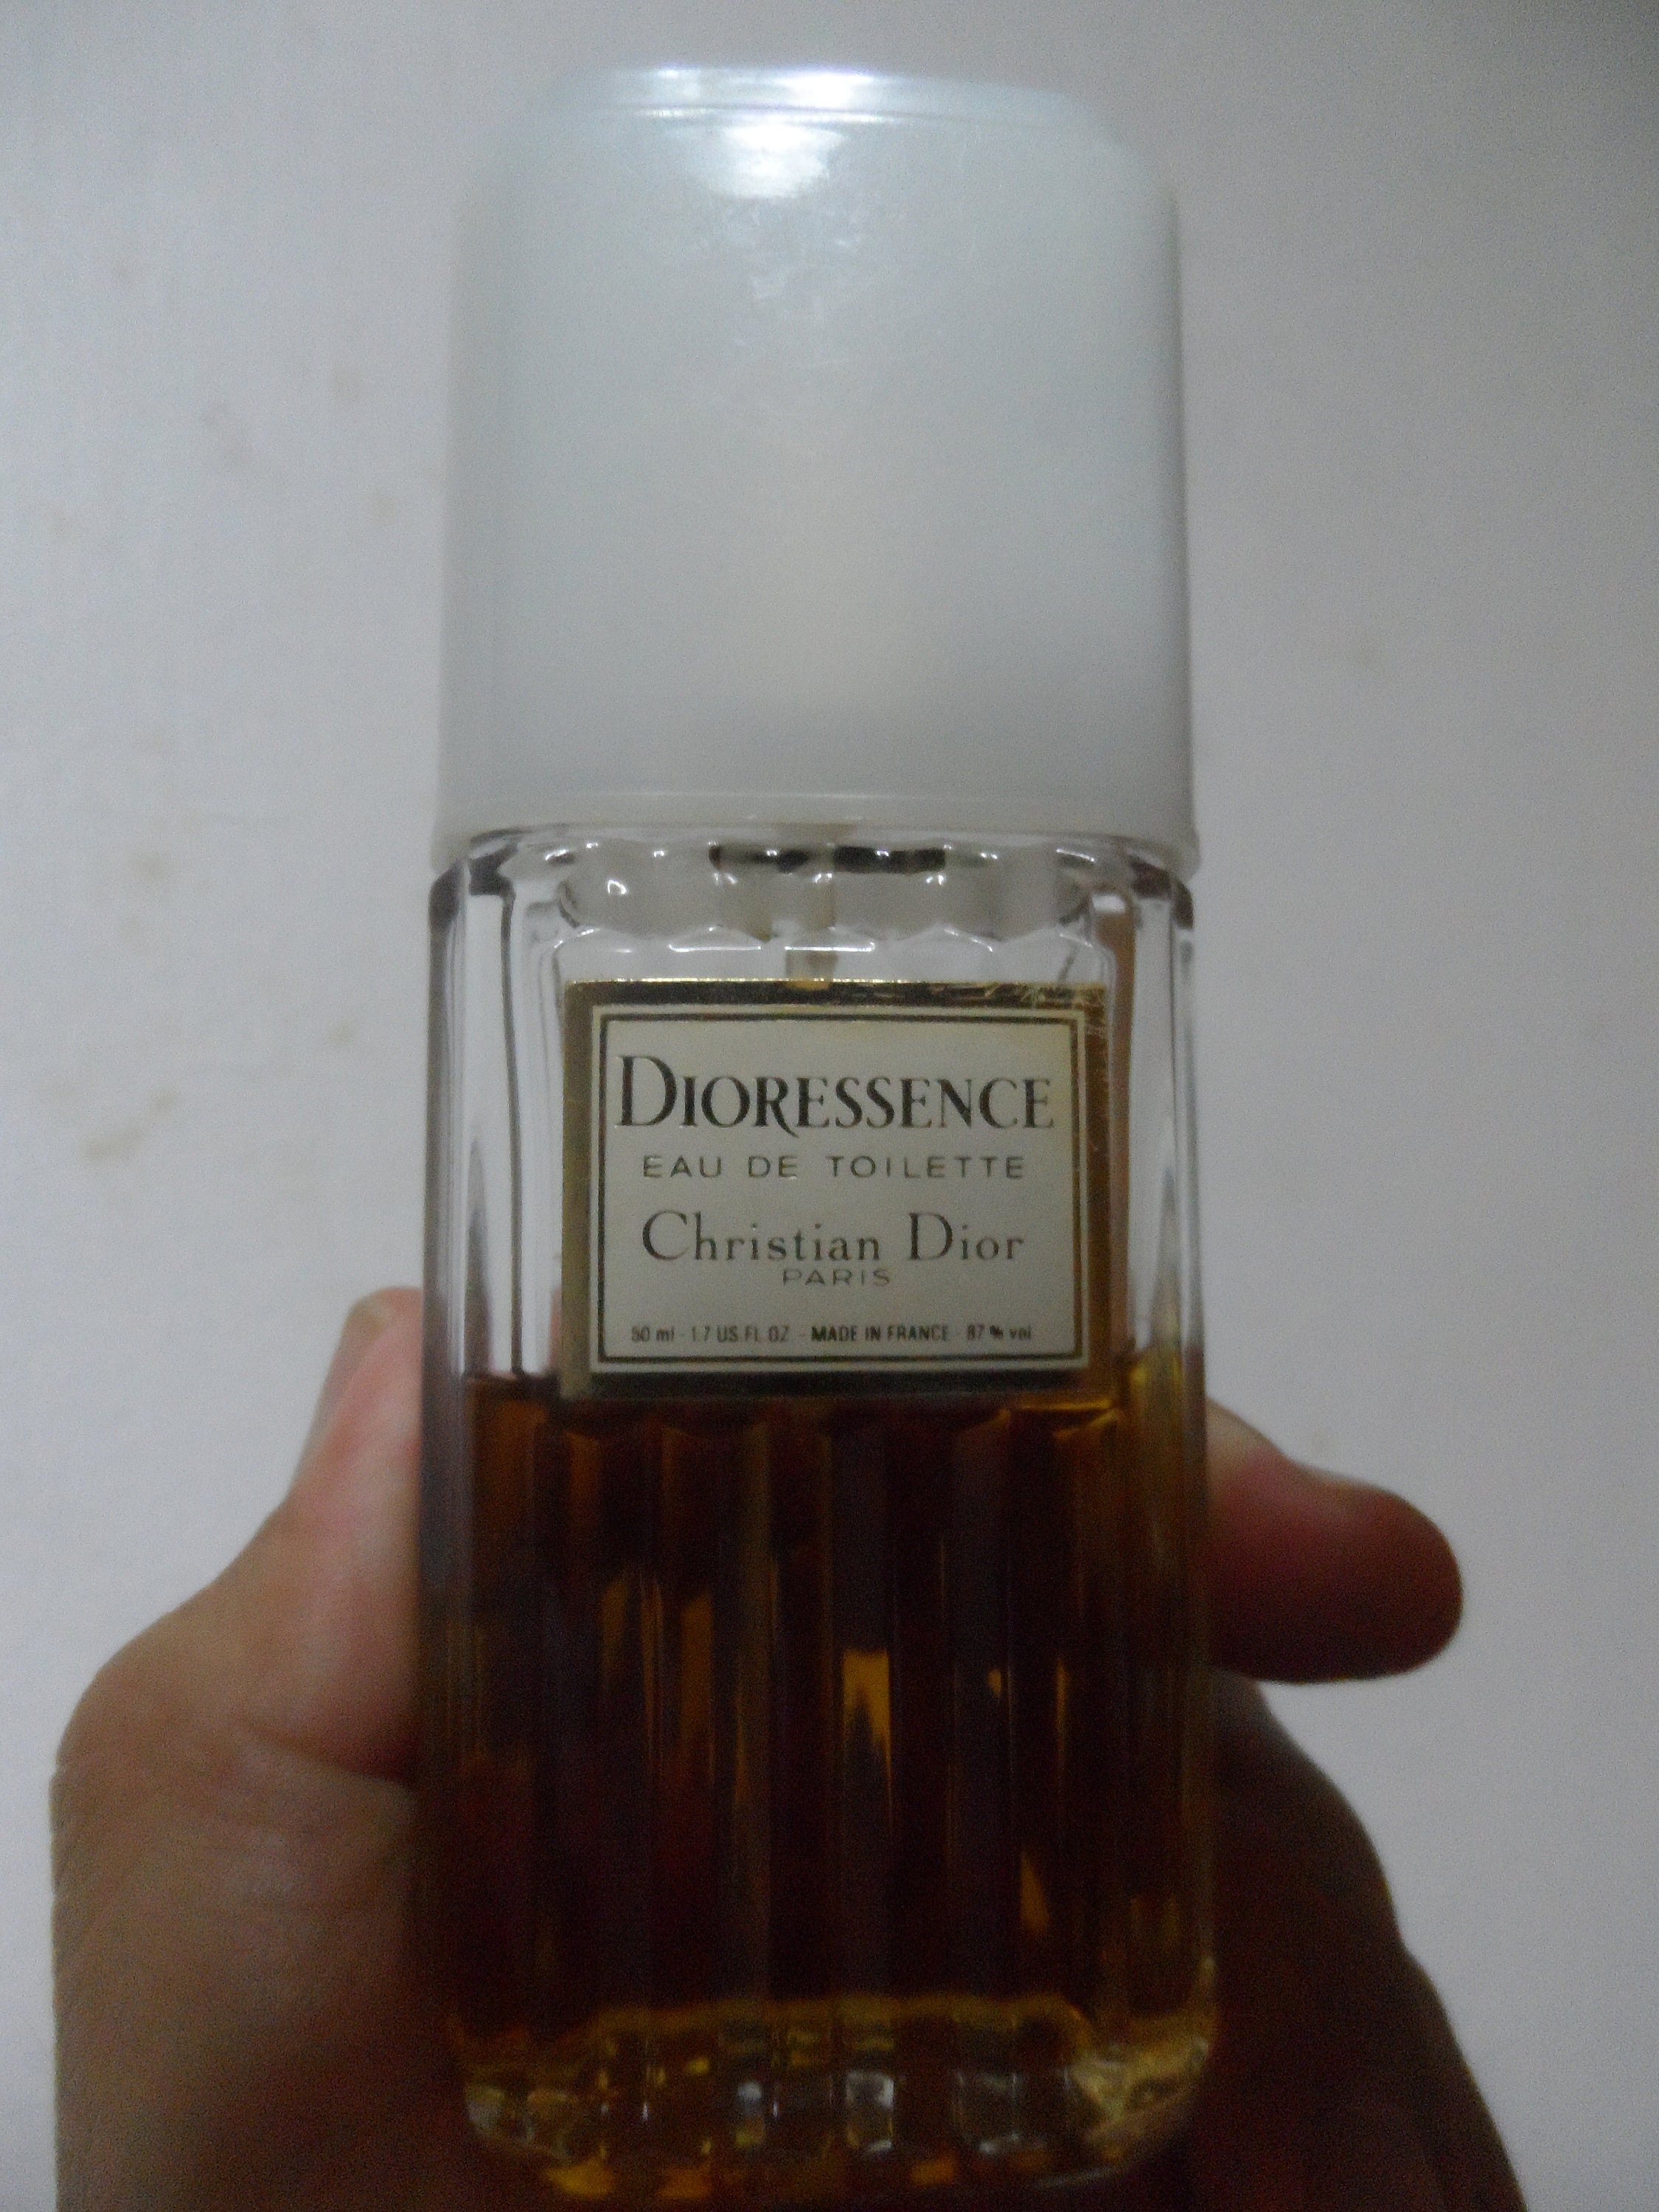 DIORESSENCE
EAU DE TOILETTE
Christian Dior
PARIS
50 ml - 1.7 US FL.OZ. - MADE IN FRANCE - 87 % vol